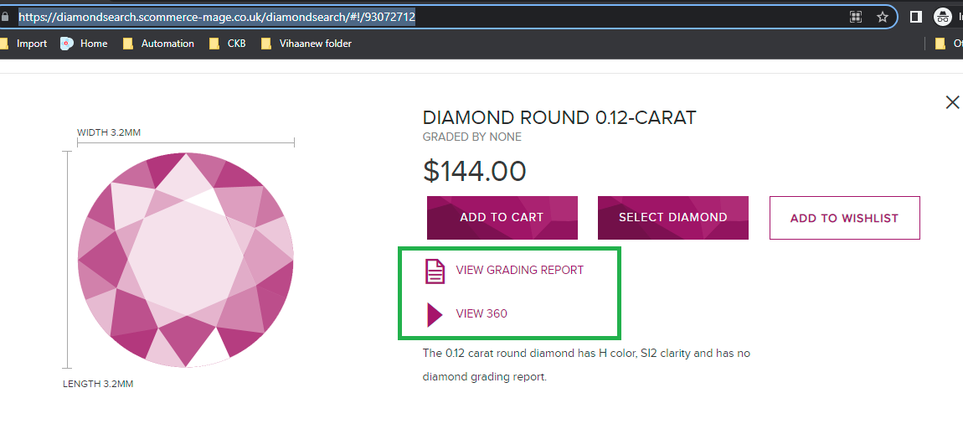 https://diamondsearch.scommerce-mage.co.uk/diamondsearch/#!/93072712
Import Home Automation CKB Vihaanew folder
WIDTH 3.2MM
LENGTH 3.2MM
DIAMOND ROUND 0.12-CARAT
GRADED BY NONE
$144.00
ADD TO CART SELECT DIAMOND ADD TO WISHLIST
VIEW GRADING REPORT
VIEW 360
The 0.12 carat round diamond has H color, SI2 clarity and has no
diamond grading report.